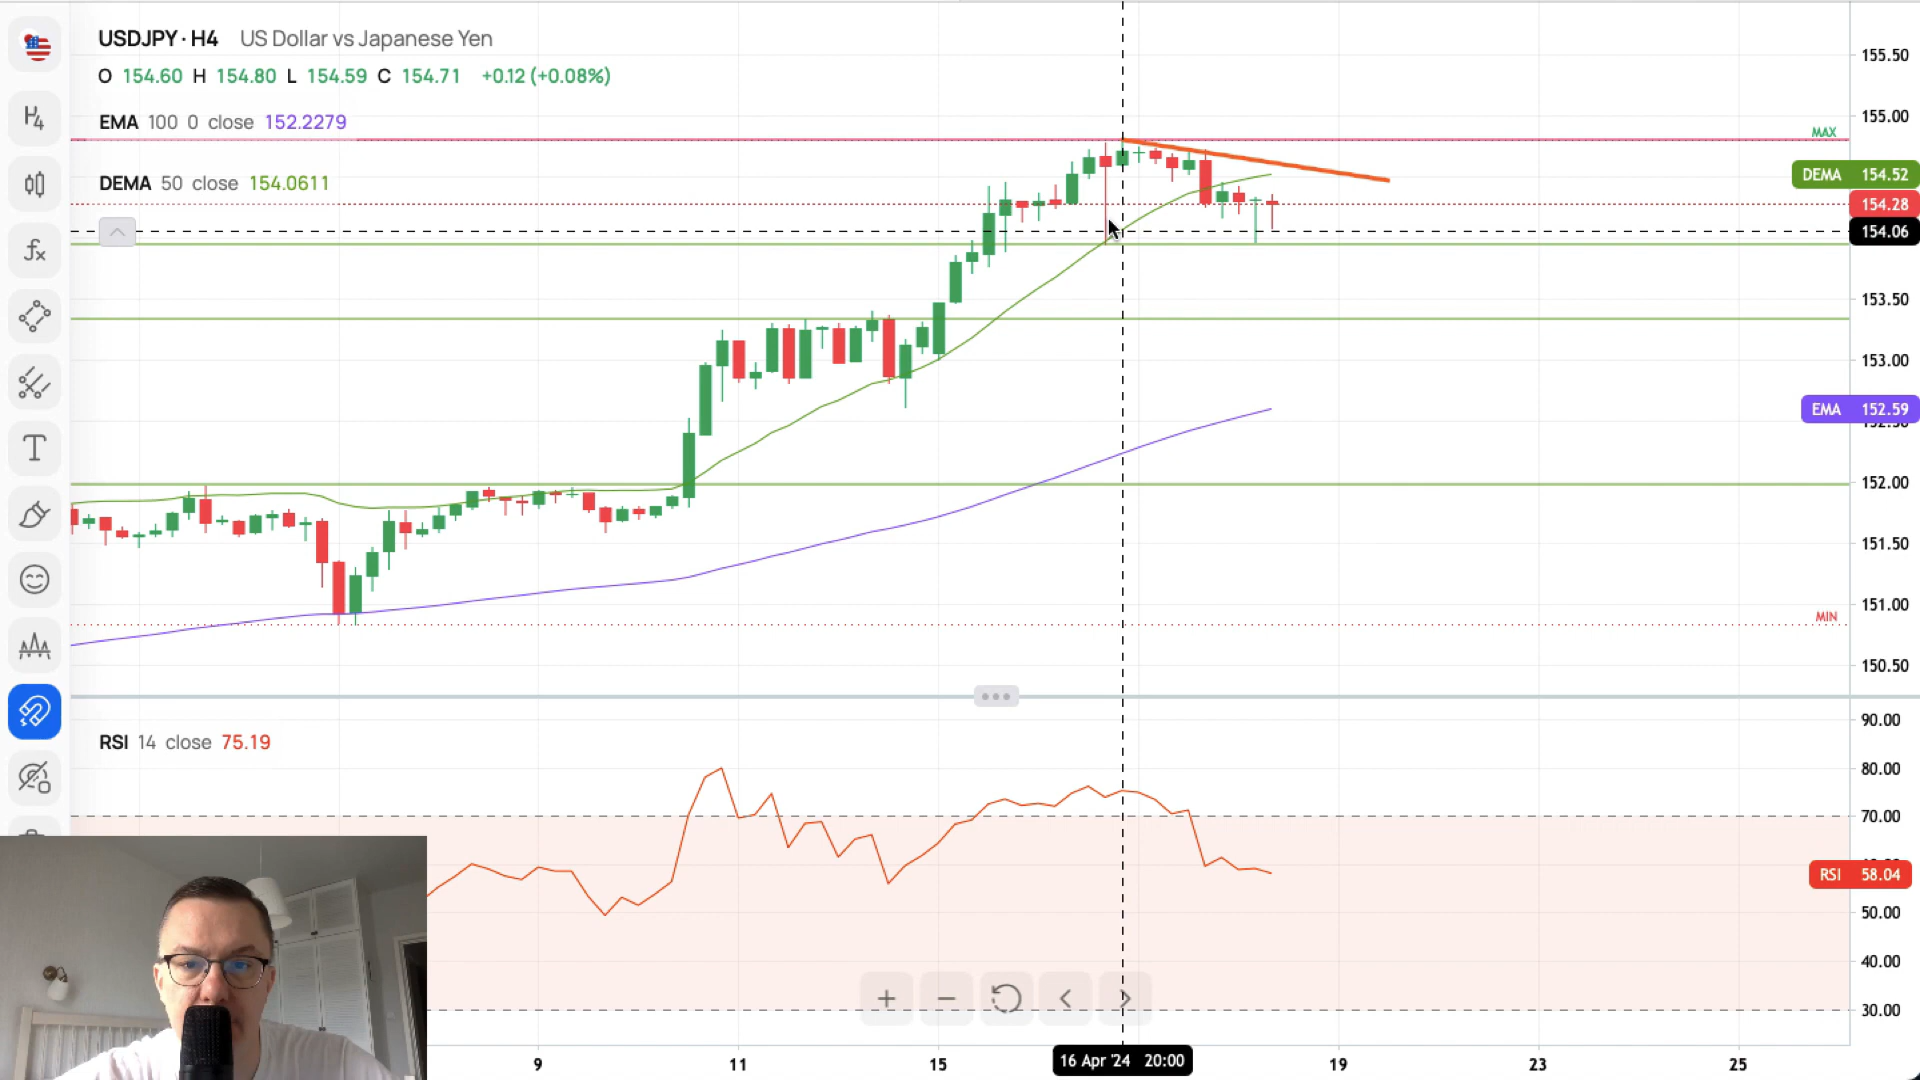 USDJPY · H4 US Dollar vs Japanese Yen
O 154.60 H 154.80 L 154.59 C 154.71 +0.12 (+0.08%)
EMA 100 0 close 152.2279
DEMA 50 close 154.0611
H4
fx
T
155.50
155.00
MAX
DEMA 154.52
154.28
154.06
153.50
153.00
EMA 152.59
152.00
151.50
151.00
MIN
150.50
RSI 14 close 75.19
90.00
80.00
70.00
RSI 58.04
50.00
40.00
30.00
9 11 15 16 Apr '24 20:00 19 23 25